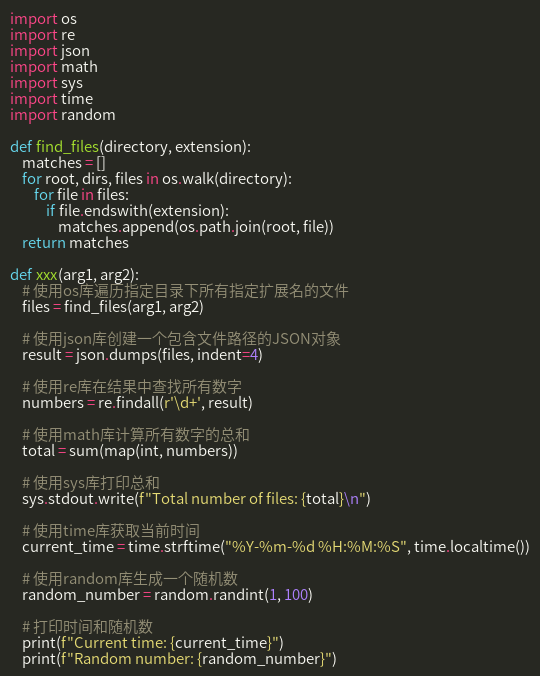 import os
import re
import json
import math
import sys
import time
import random

def find_files(directory, extension):
    matches = []
    for root, dirs, files in os.walk(directory):
        for file in files:
            if file.endswith(extension):
                matches.append(os.path.join(root, file))
    return matches

def xxx(arg1, arg2):
    # 使用os库遍历指定目录下所有指定扩展名的文件
    files = find_files(arg1, arg2)

    # 使用json库创建一个包含文件路径的JSON对象
    result = json.dumps(files, indent=4)

    # 使用re库在结果中查找所有数字
    numbers = re.findall(r'\d+', result)

    # 使用math库计算所有数字的总和
    total = sum(map(int, numbers))

    # 使用sys库打印总和
    sys.stdout.write(f"Total number of files: {total}\n")

    # 使用time库获取当前时间
    current_time = time.strftime("%Y-%m-%d %H:%M:%S", time.localtime())

    # 使用random库生成一个随机数
    random_number = random.randint(1, 100)

    # 打印时间和随机数
    print(f"Current time: {current_time}")
    print(f"Random number: {random_number}")